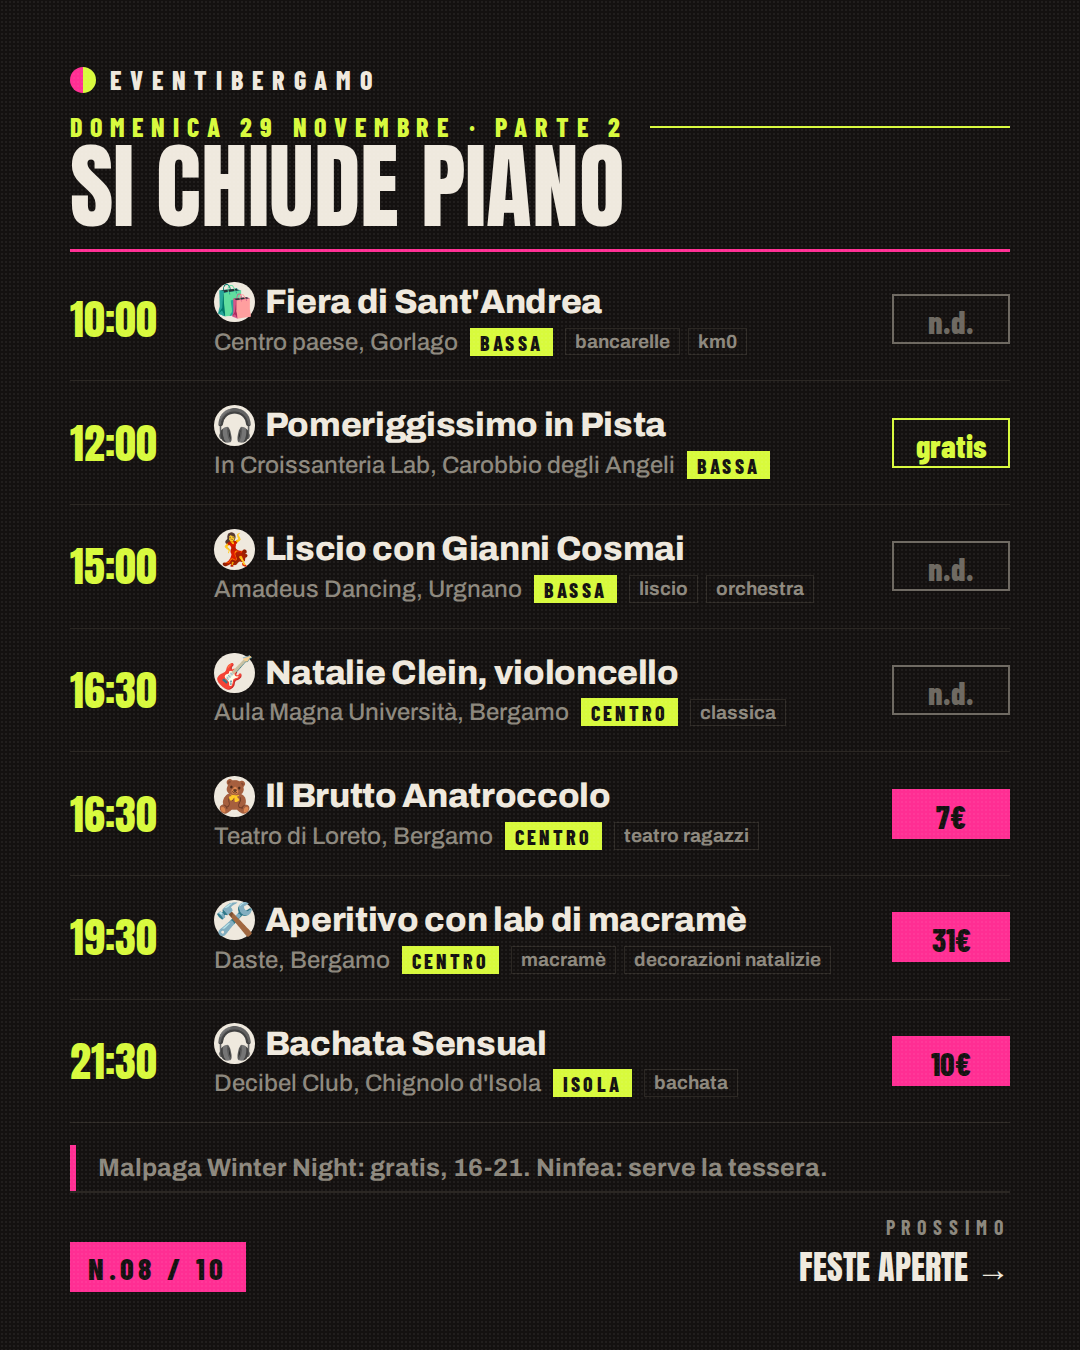 EVENTIBERGAMO
DOMENICA 29 NOVEMBRE · PARTE 2
SI CHIUDE PIANO
10:00
Fiera di Sant'Andrea
Centro paese, Gorlago BASSA bancarelle km0
n.d.
12:00
Pomeriggissimo in Pista
In Croissanteria Lab, Carobbio degli Angeli BASSA
gratis
15:00
Liscio con Gianni Cosmai
Amadeus Dancing, Urgnano BASSA liscio orchestra
n.d.
16:30
Natalie Clein, violoncello
Aula Magna Università, Bergamo CENTRO classica
n.d.
16:30
Il Brutto Anatroccolo
Teatro di Loreto, Bergamo CENTRO teatro ragazzi
7€
19:30
Aperitivo con lab di macramè
Daste, Bergamo CENTRO macramè decorazioni natalizie
31€
21:30
Bachata Sensual
Decibel Club, Chignolo d'Isola ISOLA bachata
10€
Malpaga Winter Night: gratis, 16-21. Ninfea: serve la tessera.
N.08 / 10
PROSSIMO
FESTE APERTE →